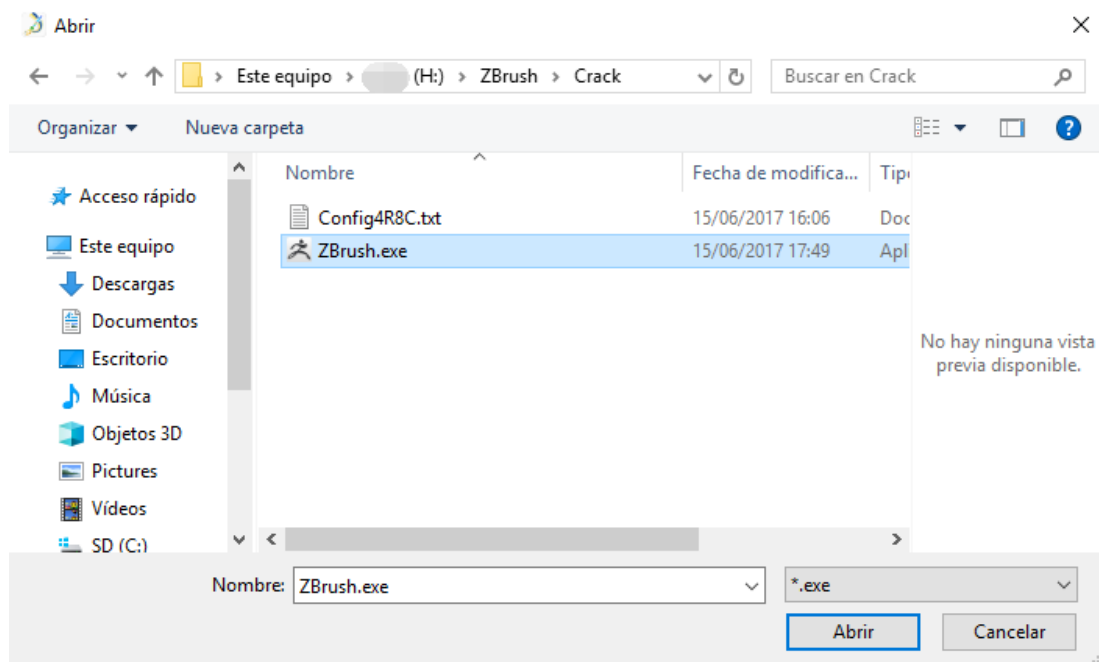 Abrir
Este equipo > (H:) > ZBrush > Crack
Buscar en Crack
Organizar
Nueva carpeta
Nombre
Fecha de modifica...
Tip
Acceso rápido
Este equipo
Descargas
Documentos
Escritorio
Música
Objetos 3D
Pictures
Vídeos
SD (C:)
Config4R8C.txt
15/06/2017 16:06
Doc
ZBrush.exe
15/06/2017 17:49
Apl
No hay ninguna vista
previa disponible.
Nombre:
ZBrush.exe
*.exe
Abrir
Cancelar